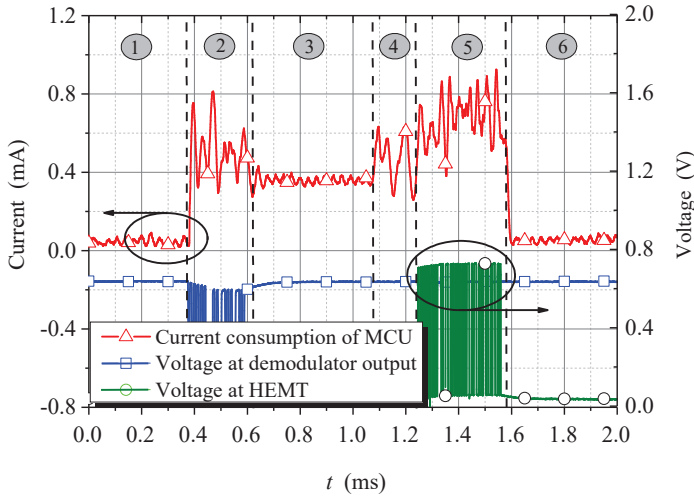 2.0
1.2
1 2 3 4 5 6
0.8
1.6
0.4
1.2
0.0
0.8
-0.4
0.4
-0.8
0.0
Current (mA)
Voltage (V)
Current consumption of MCU
Voltage at demodulator output
Voltage at HEMT
0.0 0.2 0.4 0.6 0.8 1.0 1.2 1.4 1.6 1.8 2.0
t (ms)